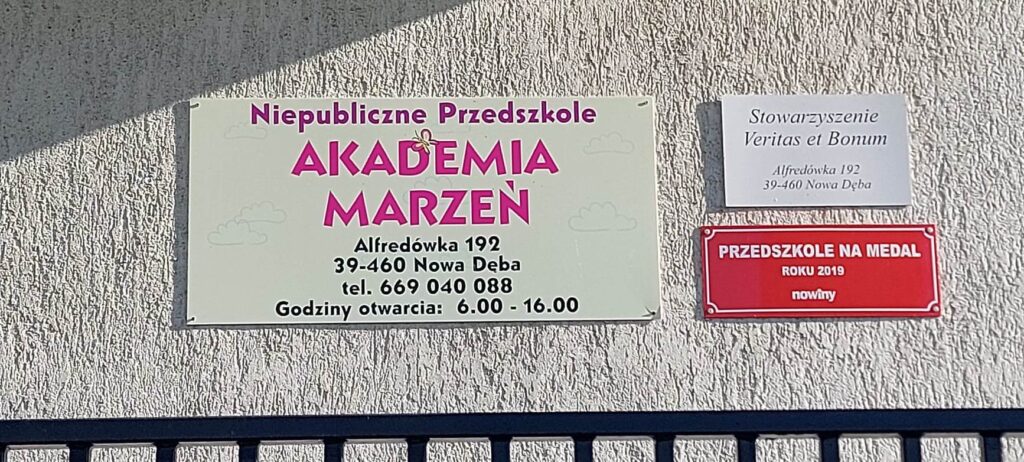 Niepubliczne Przedszkole
AKADEMIA
MARZEŃ
Alfredówka 192
39-460 Nowa Dęba
tel. 669 040 088
Godziny otwarcia: 6.00 - 16.00
Stowarzyszenie
Veritas et Bonum
Alfredówka 192
39-460 Nowa Dęba
PRZEDSZKOLE NA MEDAL
ROKU 2019
nowiny